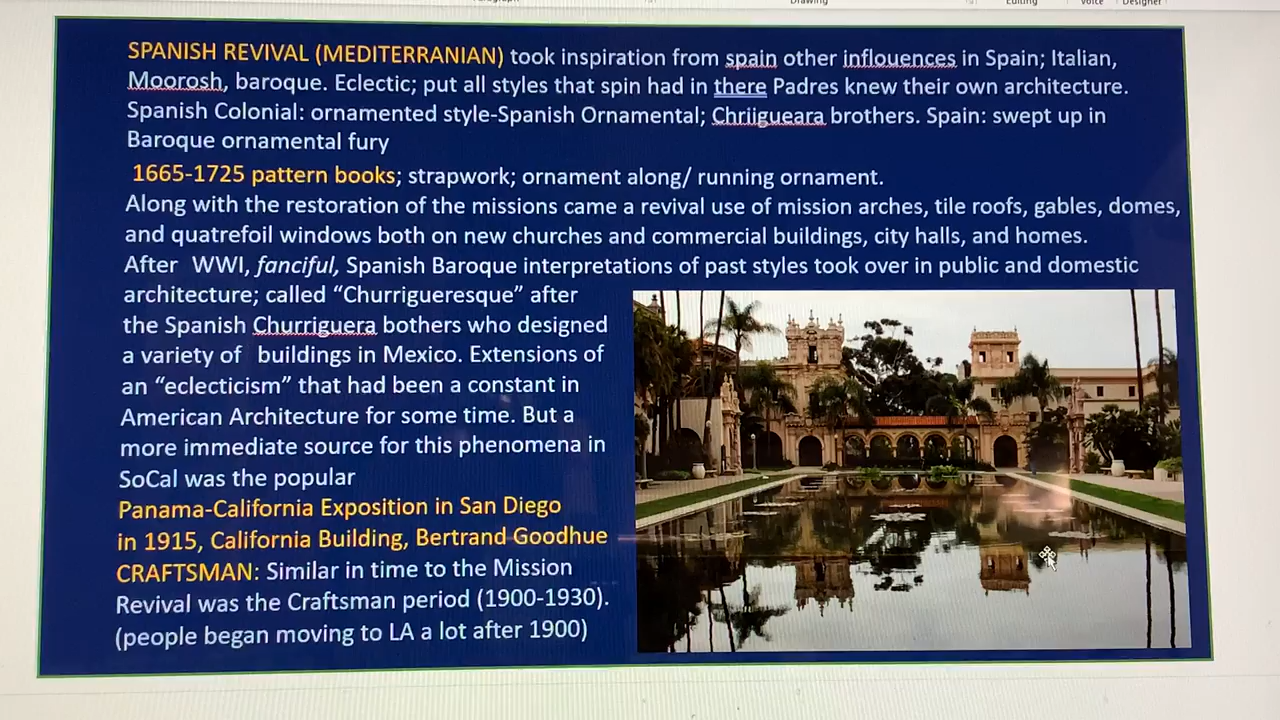 Drawing
Editing
Voice
Designer
SPANISH REVIVAL (MEDITERRANIAN) took inspiration from spain other inflouences in Spain; Italian,
Moorosh, baroque. Eclectic; put all styles that spin had in there Padres knew their own architecture.
Spanish Colonial: ornamented style-Spanish Ornamental; Chriigueara brothers. Spain: swept up in
Baroque ornamental fury
1665-1725 pattern books; strapwork; ornament along/ running ornament.
Along with the restoration of the missions came a revival use of mission arches, tile roofs, gables, domes,
and quatrefoil windows both on new churches and commercial buildings, city halls, and homes.
After WWI, fanciful, Spanish Baroque interpretations of past styles took over in public and domestic
architecture; called “Churrigueresque” after
the Spanish Churriguera bothers who designed
a variety of buildings in Mexico. Extensions of
an “eclecticism” that had been a constant in
American Architecture for some time. But a
more immediate source for this phenomena in
SoCal was the popular
Panama-California Exposition in San Diego
in 1915, California Building, Bertrand Goodhue
CRAFTSMAN: Similar in time to the Mission
Revival was the Craftsman period (1900-1930).
(people began moving to LA a lot after 1900)